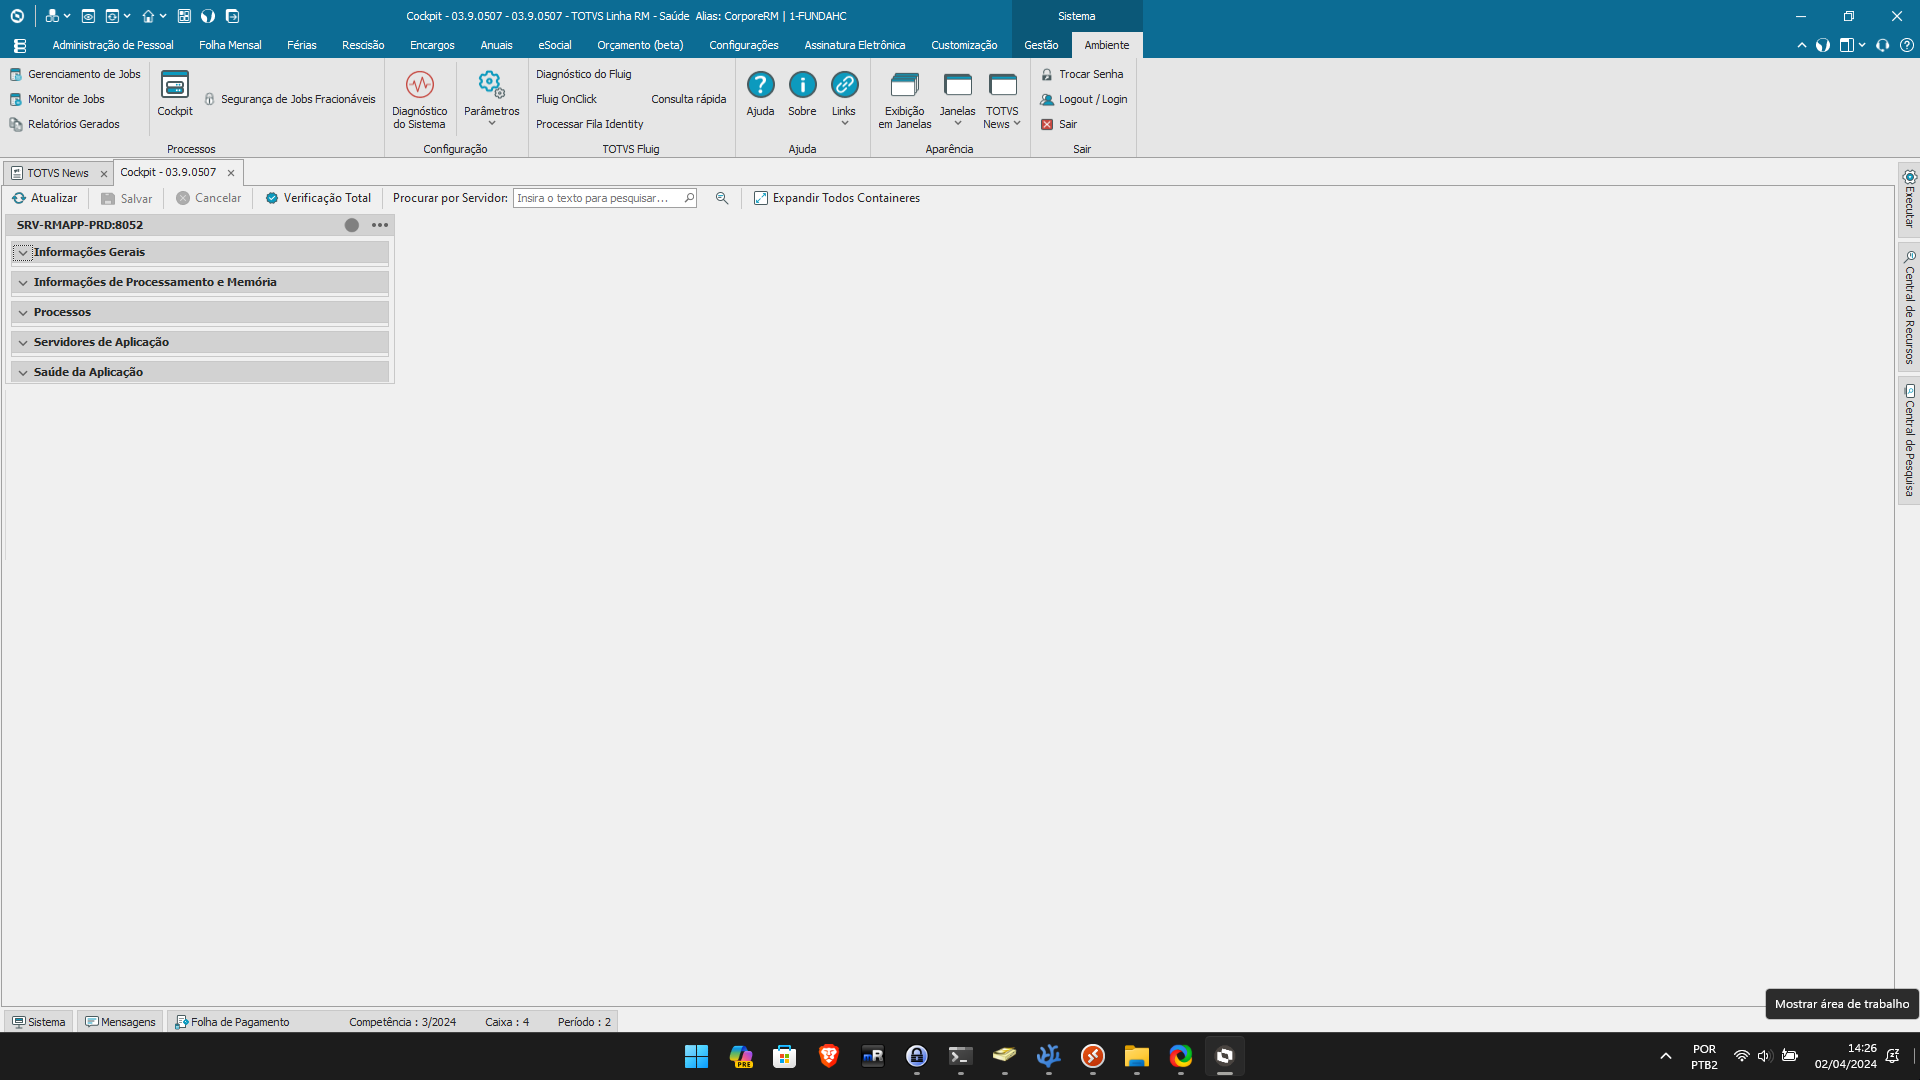 Cockpit - 03.9.0507 - 03.9.0507 - TOTVS Linha RM - Saúde  Alias: CorporeRM | 1-FUNDAHC
Sistema
Administração de Pessoal
Folha Mensal
Férias
Rescisão
Encargos
Anuais
eSocial
Orçamento (beta)
Configurações
Assinatura Eletrônica
Customização
Gestão
Ambiente
Gerenciamento de Jobs
Monitor de Jobs
Relatórios Gerados
Cockpit
Segurança de Jobs Fracionáveis
Processos
Diagnóstico
do Sistema
Parâmetros
Configuração
Diagnóstico do Fluig
Fluig OnClick
Consulta rápida
Processar Fila Identity
TOTVS Fluig
Ajuda
Sobre
Links
Ajuda
Exibição
em Janelas
Janelas
TOTVS
News
Aparência
Trocar Senha
Logout / Login
Sair
Sair
TOTVS News
Cockpit - 03.9.0507
Atualizar
Salvar
Cancelar
Verificação Total
Procurar por Servidor:
Insira o texto para pesquisar...
Expandir Todos Containeres
SRV-RMAPP-PRD:8052
Informações Gerais
Informações de Processamento e Memória
Processos
Servidores de Aplicação
Saúde da Aplicação
Executar
Central de Recursos
Central de Pesquisa
Mostrar área de trabalho
Sistema
Mensagens
Folha de Pagamento
Competência : 3/2024
Caixa : 4
Período : 2
PRE
mR
POR
PTB2
14:26
02/04/2024